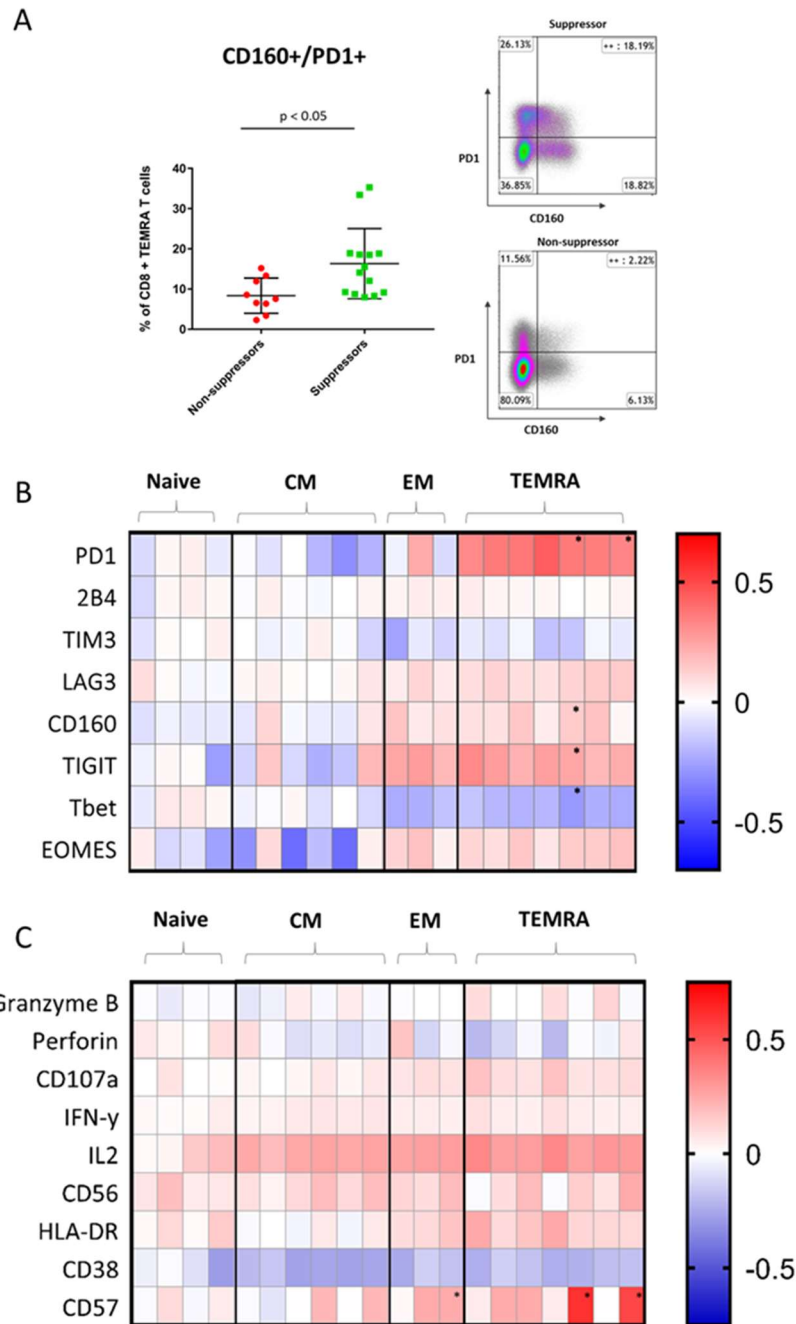 A
CD160+/PD1+
p < 0.05
% of CD8 + TEMRA T cells
40
30
20
10
0
Non-suppressors
Suppressors
Suppressor
26.13%
++ : 18.19%
PD1
36.85%
18.82%
CD160
Non-suppressor
11.56%
++ : 2.22%
PD1
80.09%
6.13%
CD160
B
Naive CM EM TEMRA
PD1
2B4
TIM3
LAG3
CD160
TIGIT
Tbet
EOMES
0.5
0
-0.5
C
Naive CM EM TEMRA
Granzyme B
Perforin
CD107a
IFN-y
IL2
CD56
HLA-DR
CD38
CD57
0.5
0
-0.5